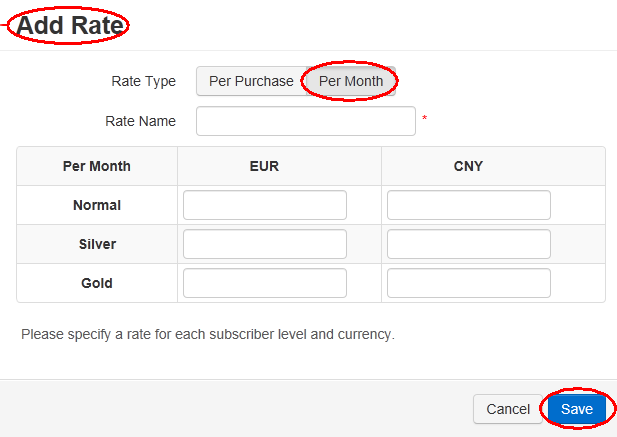 Add Rate
Rate Type Per Purchase Per Month
Rate Name *
Per Month EUR CNY
Normal
Silver
Gold
Please specify a rate for each subscriber level and currency.
Cancel Save